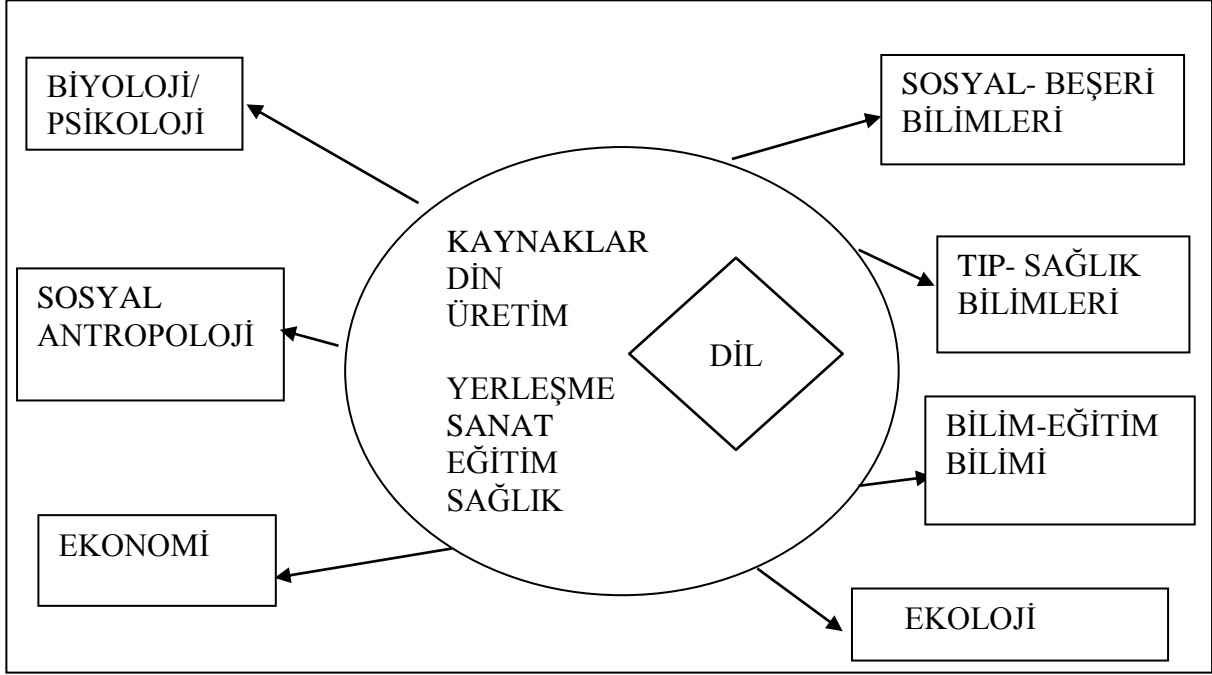 BİYOLOJİ/
PSİKOLOJİ
SOSYAL- BEŞERİ
BİLİMLERİ
KAYNAKLAR
DİN
ÜRETİM
YERLEŞME
SANAT
EĞİTİM
SAĞLIK
DİL
SOSYAL
ANTROPOLOJİ
TIP- SAĞLIK
BİLİMLERİ
BİLİM-EĞİTİM
BİLİMİ
EKONOMİ
EKOLOJİ